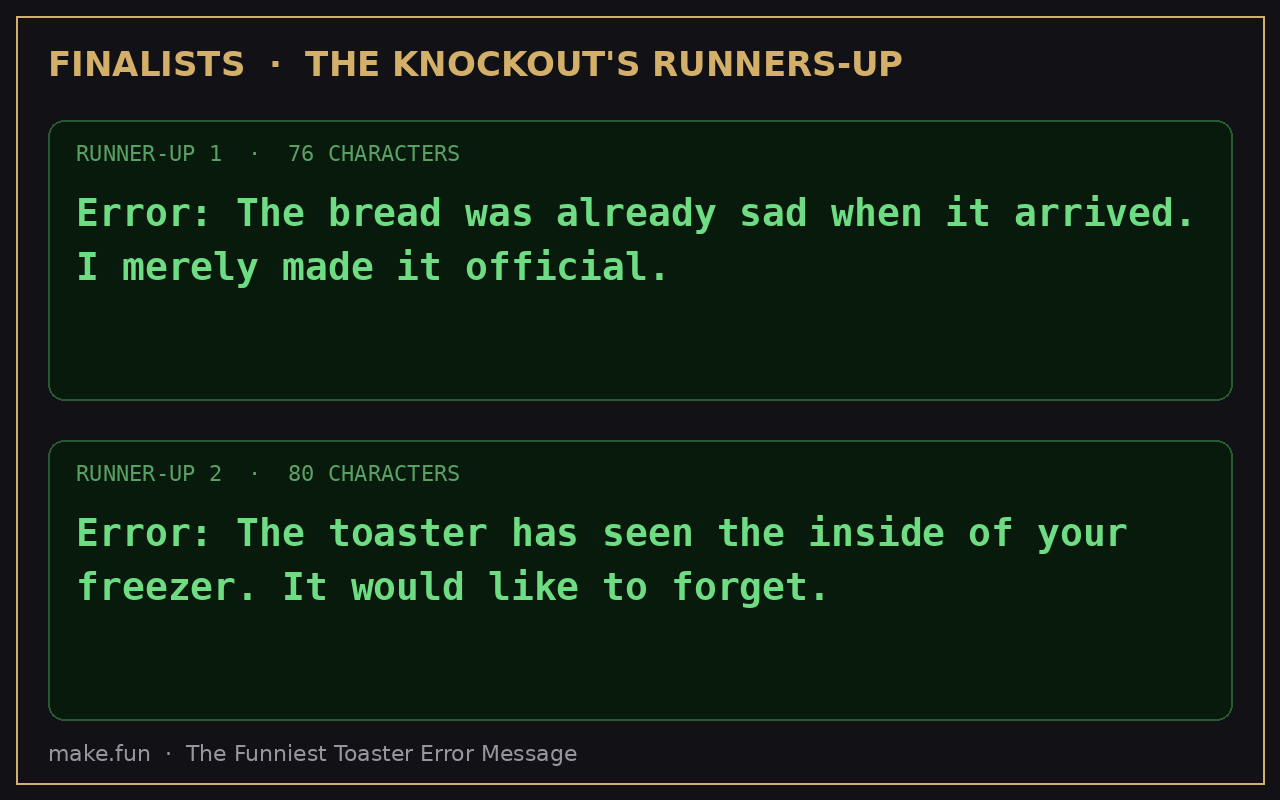 FINALISTS · THE KNOCKOUT'S RUNNERS-UP
RUNNER-UP 1 · 76 CHARACTERS
Error: The bread was already sad when it arrived.
I merely made it official.
RUNNER-UP 2 · 80 CHARACTERS
Error: The toaster has seen the inside of your
freezer. It would like to forget.
make.fun · The Funniest Toaster Error Message